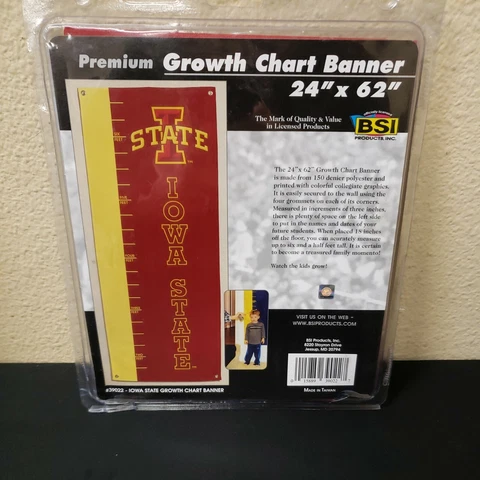 Premium Growth Chart Banner
24" x 62"
The Mark of Quality & Value
in Licensed Products
BSI
PRODUCTS, INC.
I
STATE
IOWA STATE
The 24"x 62" Growth Chart Banner
is made from 150 denier polyester and
printed with colorful collegiate graphics.
It is easily secured to the wall using the
four grommets on each of its corners.
Measured in increments of three inches,
there is plenty of space on the left side
to put in the names and dates of your
future students. When placed 18 inches
off the floor, you can acurately measure
up to six and a half feet tall. It is certain
to become a treasured family momento!
Watch the kids grow!
VISIT US ON THE WEB ~
WWW.BSIPRODUCTS.COM
BSI Products, Inc.
8220 Stayton Drive
Jessup, MD 20794
MADE IN TAIWAN
#39022 - IOWA STATE GROWTH CHART BANNER